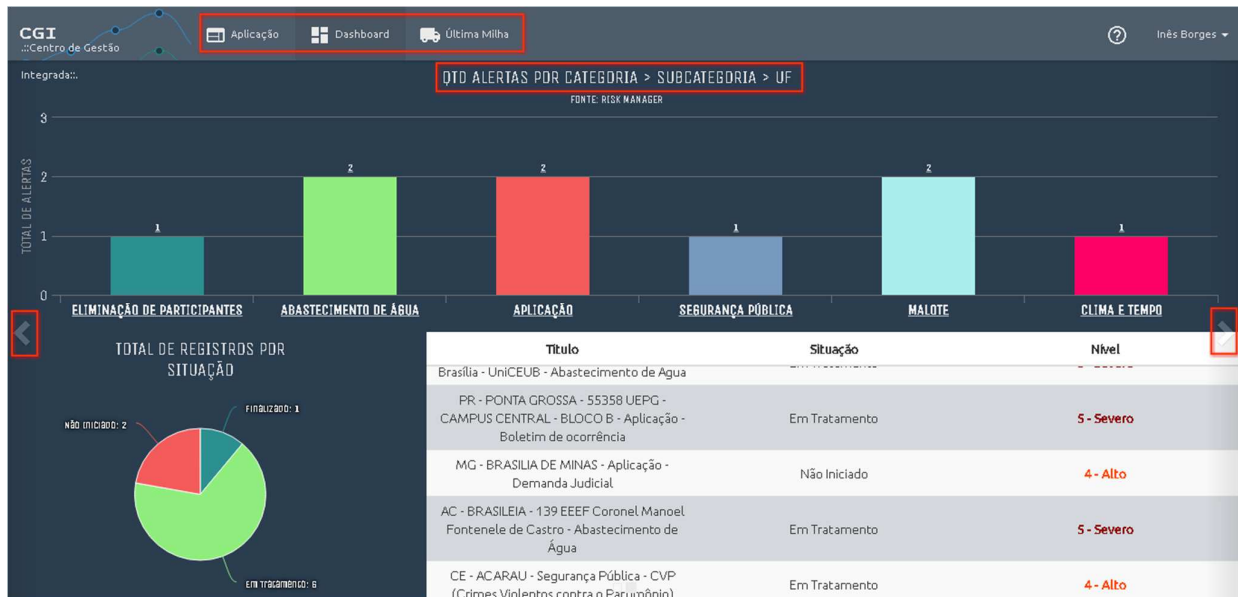 CGI
.::Centro de Gestão
Integrada::.
Aplicação
Dashboard
Última Milha
Inês Borges
QTD ALERTAS POR CATEGORIA > SUBCATEGORIA > UF
FONTE: RISK MANAGER
TOTAL DE ALERTAS
3
2
1
0
1
2
2
1
2
1
ELIMINAÇÃO DE PARTICIPANTES
ABASTECIMENTO DE ÁGUA
APLICAÇÃO
SEGURANÇA PÚBLICA
MALOTE
CLIMA E TEMPO
TOTAL DE REGISTROS POR
SITUAÇÃO
Finalizado: 1
Não Iniciado: 2
Em Tratamento: 6
Título Situação Nível
Brasília - UniCEUB - Abastecimento de Agua
PR - PONTA GROSSA - 55358 UEPG -
CAMPUS CENTRAL - BLOCO B - Aplicação -
Boletim de ocorrência
Em Tratamento
5 - Severo
MG - BRASILIA DE MINAS - Aplicação -
Demanda Judicial
Não Iniciado
4 - Alto
AC - BRASILEIA - 139 EEEF Coronel Manoel
Fontenele de Castro - Abastecimento de
Água
Em Tratamento
5 - Severo
CE - ACARAU - Segurança Pública - CVP
(Crimes Violentos contra o Patrimônio)
Em Tratamento
4 - Alto